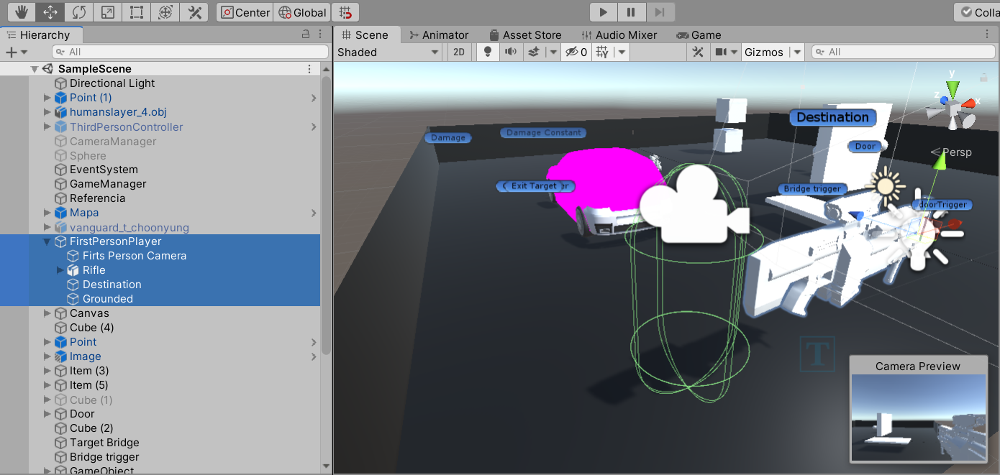 Center Global Colla
Hierarchy
All
SampleScene
Directional Light
Point (1)
humanslayer_4.obj
ThirdPersonController
CameraManager
Sphere
EventSystem
GameManager
Referencia
Mapa
vanguard_t_choonyung
FirstPersonPlayer
Firts Person Camera
Rifle
Destination
Grounded
Canvas
Cube (4)
Point
Image
Item (3)
Item (5)
Cube (1)
Door
Cube (2)
Target Bridge
Bridge trigger
GameObject
Scene Animator Asset Store Audio Mixer Game
Shaded 2D 0 Gizmos All
y
z x
Persp
Destination
Damage Damage Constant
Door
Exit Target er
Bridge trigger
doorTrigger
T
Camera Preview